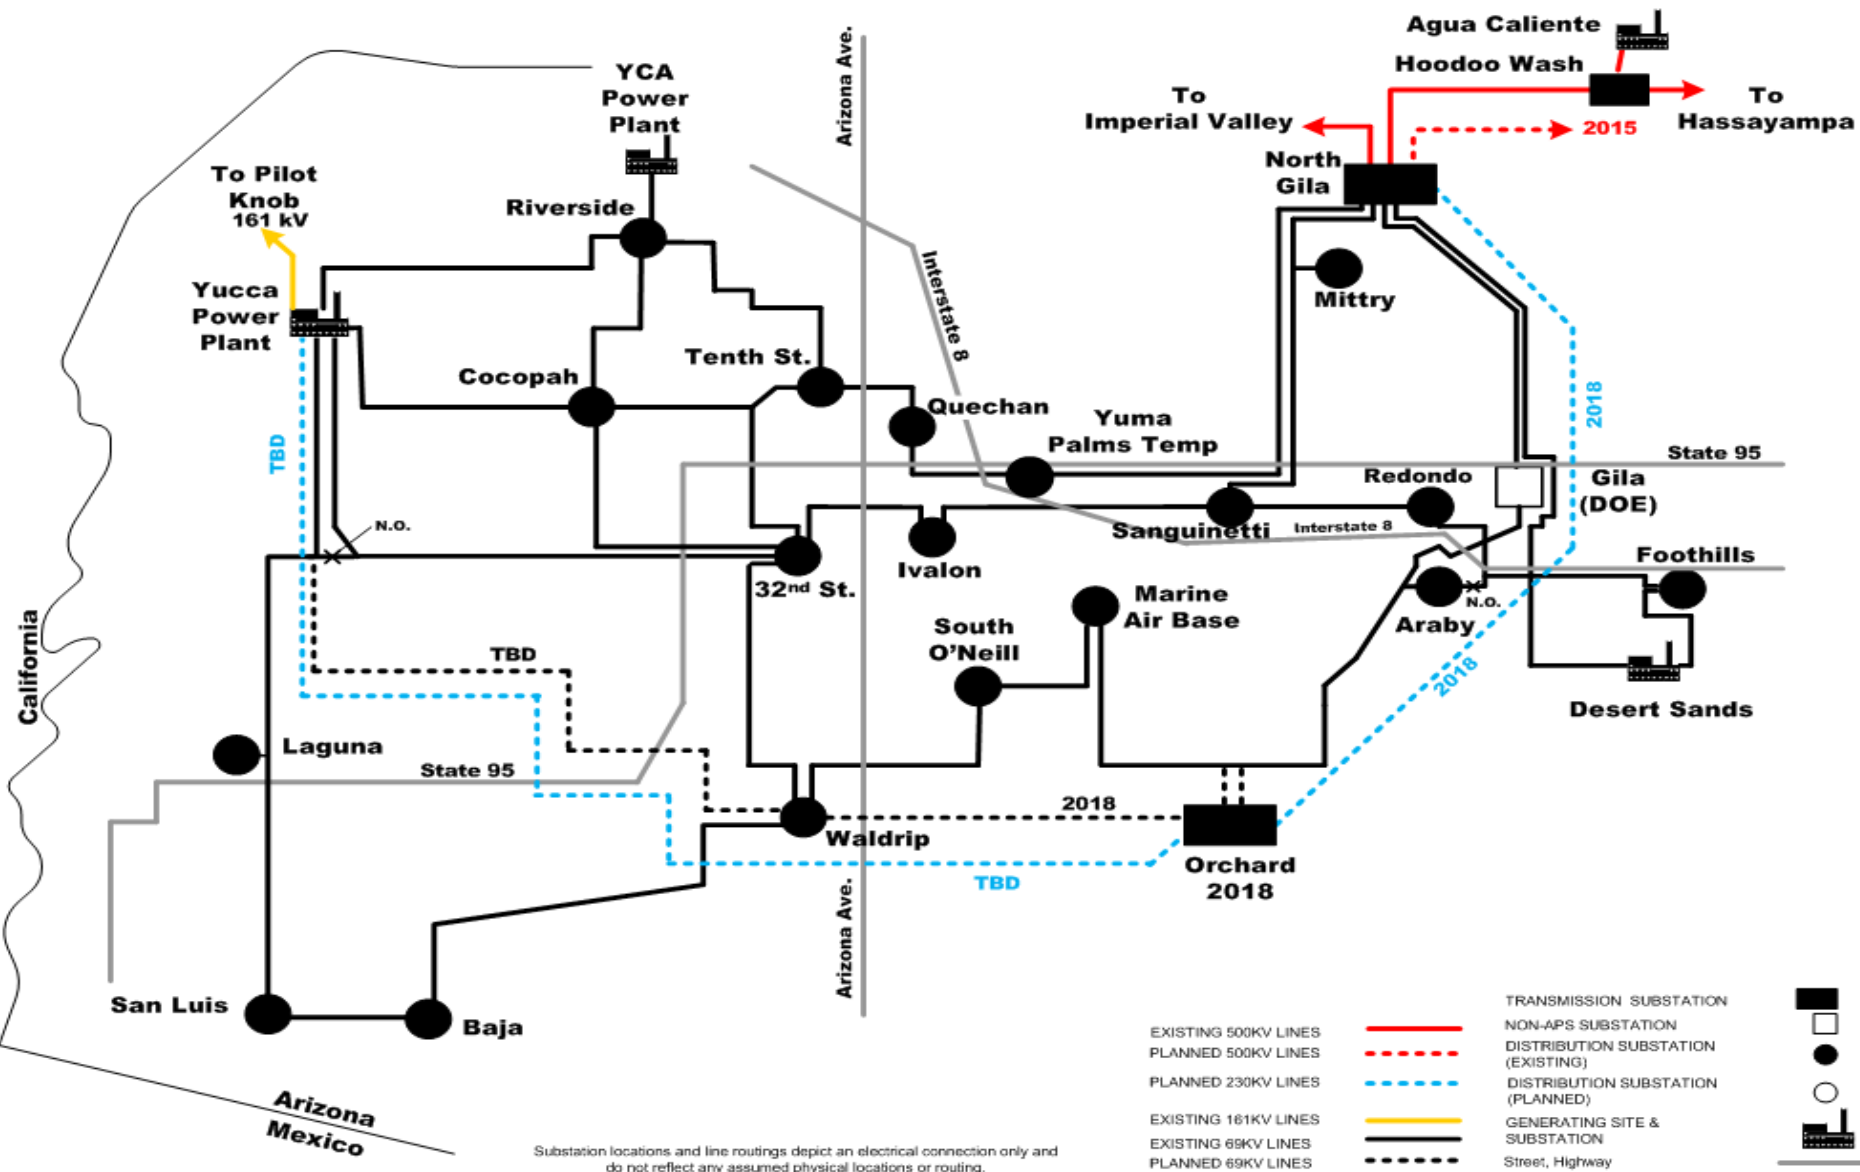 Agua Caliente
Hoodoo Wash
To
Imperial Valley
To
Hassayampa
2015
North
Gila
Arizona Ave.
YCA
Power
Plant
To Pilot
Knob
161 kV
Riverside
Interstate 8
Mittry
Yucca
Power
Plant
Tenth St.
Cocopah
Quechan
Yuma
Palms Temp
2018
TBD
State 95
Redondo
Gila
(DOE)
N.O.
Sanguinetti
Interstate 8
Foothills
Ivalon
32nd St.
Marine
Air Base
N.O.
Araby
South
O'Neill
California
TBD
2018
Desert Sands
Laguna
State 95
2018
Waldrip
Orchard
2018
TBD
Arizona Ave.
San Luis
Baja
Arizona
Mexico
EXISTING 500KV LINES
PLANNED 500KV LINES
PLANNED 230KV LINES
EXISTING 161KV LINES
EXISTING 69KV LINES
PLANNED 69KV LINES
TRANSMISSION SUBSTATION
NON-APS SUBSTATION
DISTRIBUTION SUBSTATION
(EXISTING)
DISTRIBUTION SUBSTATION
(PLANNED)
GENERATING SITE &
SUBSTATION
Street, Highway
Substation locations and line routings depict an electrical connection only and
do not reflect any assumed physical locations or routing.